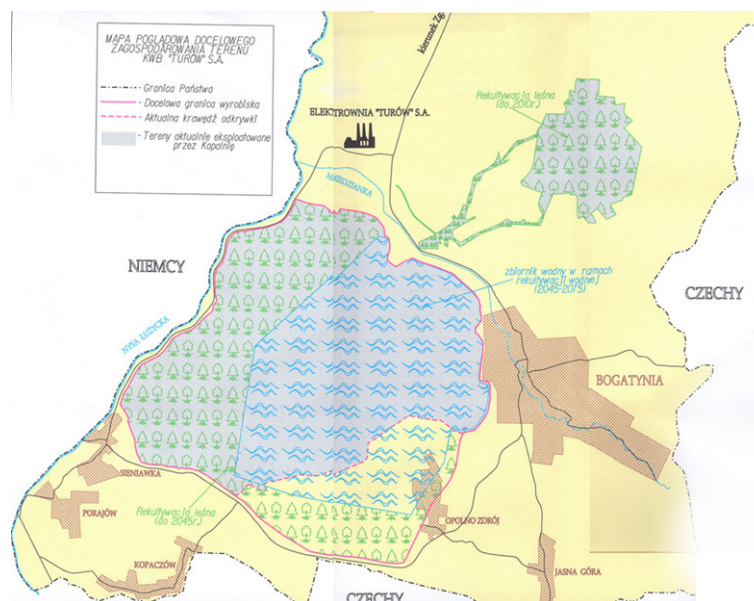 MAPA POGLĄDOWA DOCELOWEGO
ZAGOSPODAROWANIA TERENU
KWB "TURÓW" S.A.
- Granica Państwa
- Docelowa granica wyrobiska
- Aktualna krawędź odkrywki
- Tereny aktualnie eksploatowane
przez Kopalnię
kierunek Zg
Rekultywacja leśna
(do 2010r.)
ELEKTROWNIA "TURÓW" S.A.
MIEDZIANKA
NIEMCY
zbiornik wodny w ramach
rekultywacji wodnej
(2045-2075)
CZECHY
NYSA ŁUŻYCKA
BOGATYNIA
SIENIAWKA
PORAJÓW
Rekultywacja leśna
(do 2045r.)
OPOLNO ZDRÓJ
KOPACZÓW
JASNA GÓRA
CZECHY